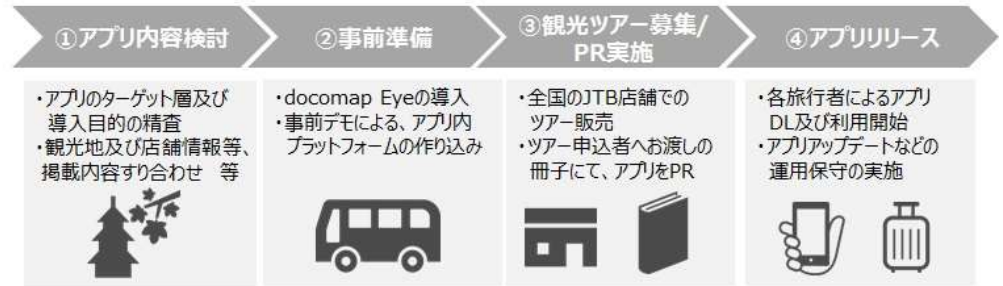 ①アプリ内容検討
②事前準備
③観光ツアー募集/
PR実施
④アプリリリース
・アプリのターゲット層及び
導入目的の精査
・観光地及び店舗情報等、
掲載内容すり合わせ　等
・docomap Eyeの導入
・事前デモによる、アプリ内
プラットフォームの作り込み
・全国のJTB店舗での
ツアー販売
・ツアー申込者へお渡しの
冊子にて、アプリをPR
・各旅行者によるアプリ
DL及び利用開始
・アプリアップデートなどの
運用保守の実施